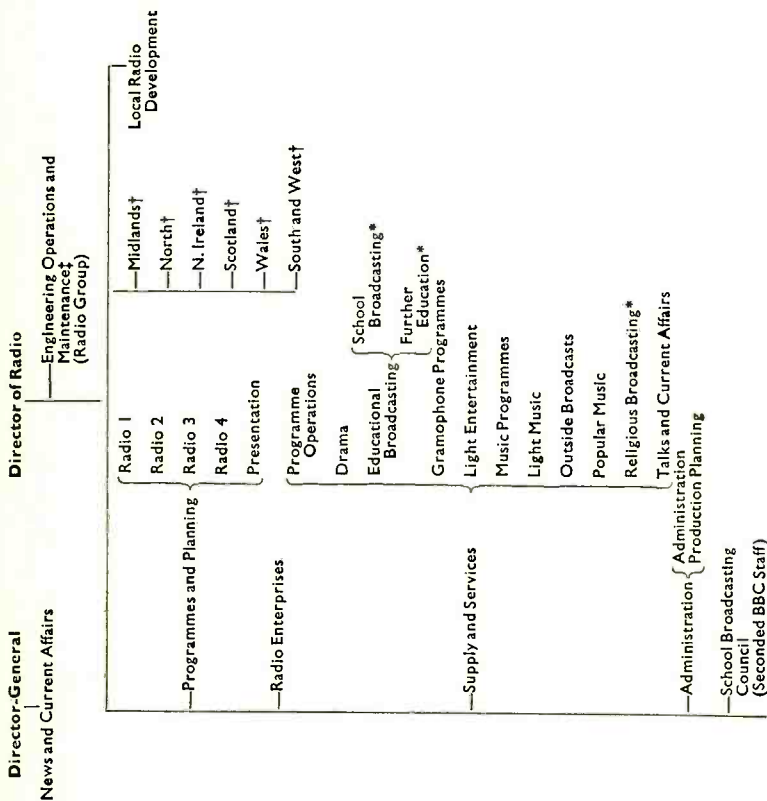 Director-General
News and Current Affairs
Director of Radio
Engineering Operations and
Maintenance‡
(Radio Group)
Programmes and Planning
Radio 1
Radio 2
Radio 3
Radio 4
Presentation
Radio Enterprises
Supply and Services
Programme
Operations
Drama
Educational
Broadcasting
School
Broadcasting*
Further
Education*
Gramophone Programmes
Light Entertainment
Music Programmes
Light Music
Outside Broadcasts
Popular Music
Religious Broadcasting*
Talks and Current Affairs
Administration
Administration
Production Planning
School Broadcasting
Council
(Seconded BBC Staff)
Midlands†
North†
N. Ireland†
Scotland†
Wales†
South and West†
Local Radio
Development